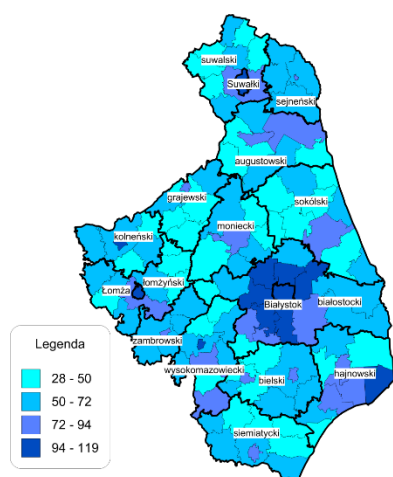 suwalski
Suwałki
sejneński
augustowski
grajewski
sokólski
kolneński
moniecki
Łomża
łomżyński
Białystok
białostocki
zambrowski
wysokomazowiecki
bielski
hajnowski
siemiatycki
Legenda
28 - 50
50 - 72
72 - 94
94 - 119